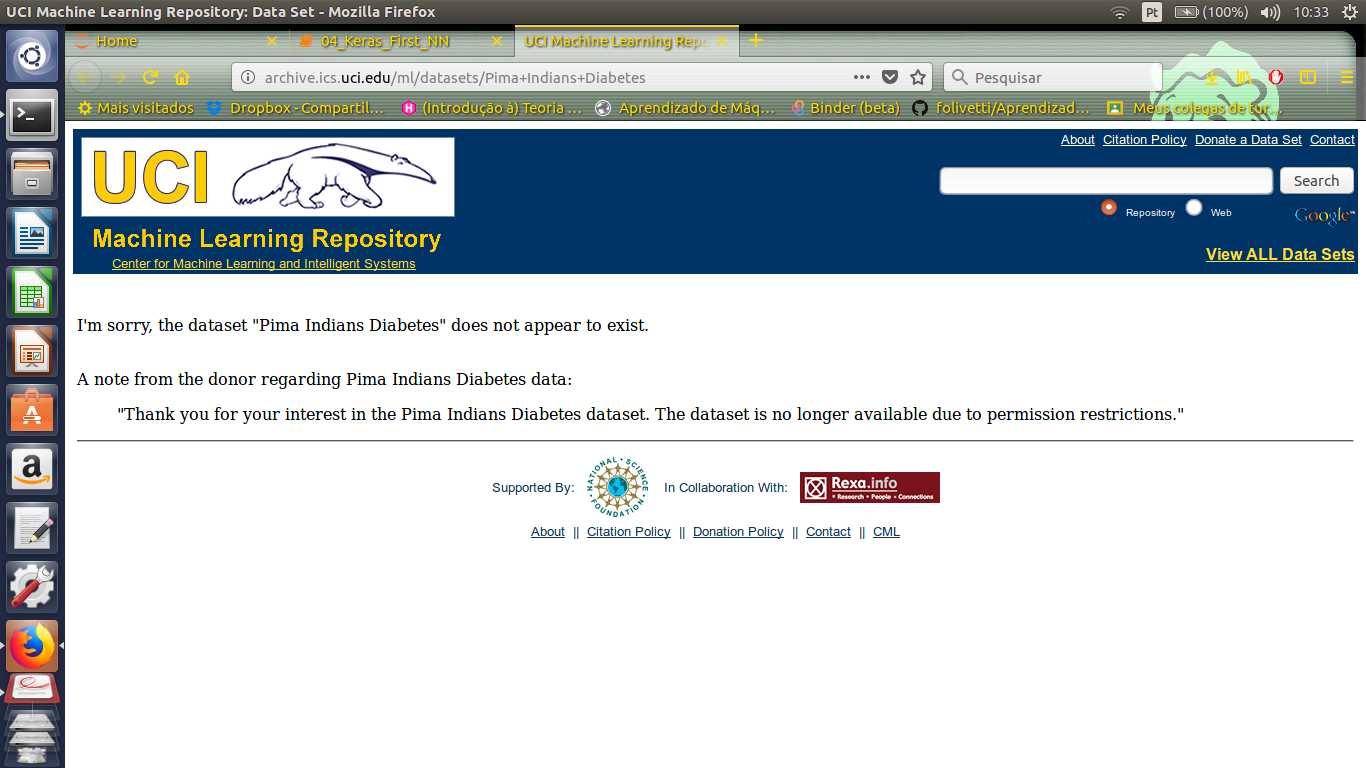 UCI Machine Learning Repository: Data Set - Mozilla Firefox
Pt (100%) 10:33
Home 04_Keras_First_NN UCI Machine Learning Repo
archive.ics.uci.edu/ml/datasets/Pima+Indians+Diabetes Pesquisar
Mais visitados Dropbox - Compartil... (Introdução à) Teoria ... Aprendizado de Máq... Binder (beta) folivetti/Aprendizad... Meus colegas de tur...
About Citation Policy Donate a Data Set Contact
UCI
Search
Repository Web Google™
Machine Learning Repository
Center for Machine Learning and Intelligent Systems
View ALL Data Sets
I'm sorry, the dataset "Pima Indians Diabetes" does not appear to exist.
A note from the donor regarding Pima Indians Diabetes data:
"Thank you for your interest in the Pima Indians Diabetes dataset. The dataset is no longer available due to permission restrictions."
Supported By: NATIONAL SCIENCE FOUNDATION In Collaboration With: Rexa.info
Research • People • Connections
About || Citation Policy || Donation Policy || Contact || CML